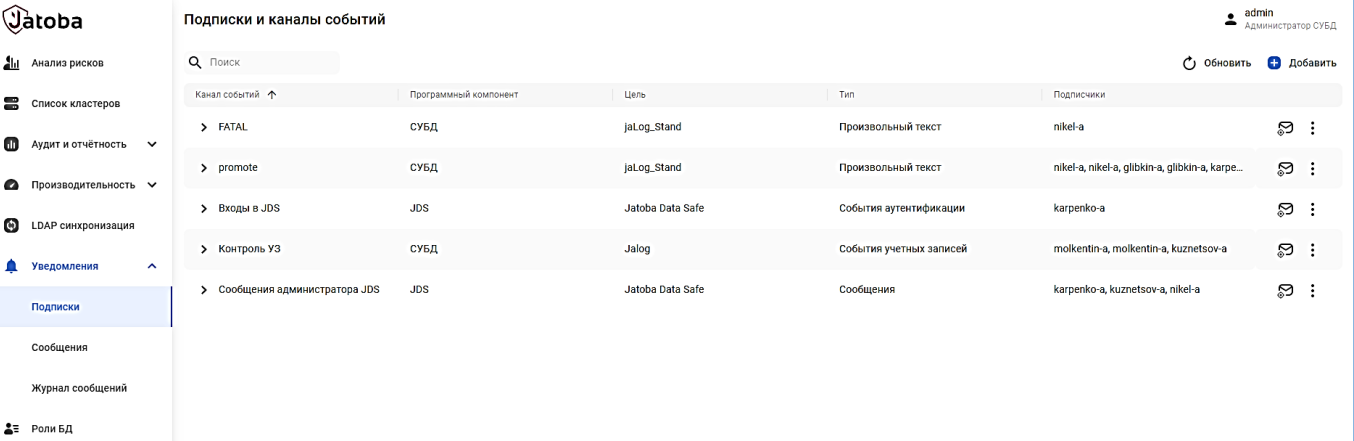 Jatoba
Подписки и каналы событий
admin
Администратор СУБД
Анализ рисков
Список кластеров
Аудит и отчётность
Производительность
LDAP синхронизация
Уведомления
Подписки
Сообщения
Журнал сообщений
Роли БД
Поиск
Обновить
Добавить
Канал событий Программный компонент Цель Тип Подписчики
FATAL СУБД jaLog_Stand Произвольный текст nikel-a
promote СУБД jaLog_Stand Произвольный текст nikel-a, nikel-a, glibkin-a, glibkin-a, karpe...
Входы в JDS JDS Jatoba Data Safe События аутентификации karpenko-a
Контроль УЗ СУБД Jalog События учетных записей molkentin-a, molkentin-a, kuznetsov-a
Сообщения администратора JDS JDS Jatoba Data Safe Сообщения karpenko-a, kuznetsov-a, nikel-a